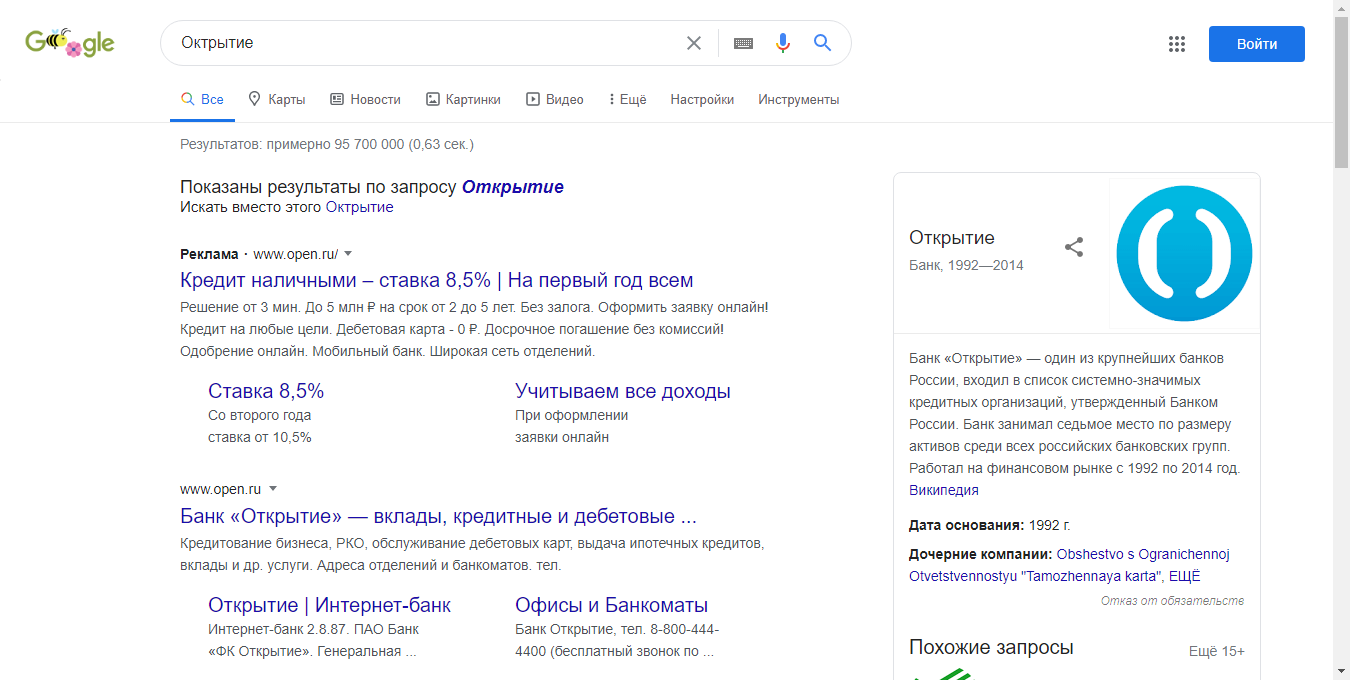 Google
Октрытие
Войти
Все Карты Новости Картинки Видео Ещё Настройки Инструменты
Результатов: примерно 95 700 000 (0,63 сек.)
Показаны результаты по запросу Открытие
Искать вместо этого Октрытие
Реклама · www.open.ru/
Кредит наличными – ставка 8,5% | На первый год всем
Решение от 3 мин. До 5 млн ₽ на срок от 2 до 5 лет. Без залога. Оформить заявку онлайн!
Кредит на любые цели. Дебетовая карта - 0 ₽. Досрочное погашение без комиссий!
Одобрение онлайн. Мобильный банк. Широкая сеть отделений.
Ставка 8,5%
Со второго года
ставка от 10,5%
Учитываем все доходы
При оформлении
заявки онлайн
www.open.ru
Банк «Открытие» — вклады, кредитные и дебетовые ...
Кредитование бизнеса, РКО, обслуживание дебетовых карт, выдача ипотечных кредитов,
вклады и др. услуги. Адреса отделений и банкоматов. тел.
Открытие | Интернет-банк
Интернет-банк 2.8.87. ПАО Банк
«ФК Открытие». Генеральная ...
Офисы и Банкоматы
Банк Открытие, тел. 8-800-444-
4400 (бесплатный звонок по ...
Открытие
Банк, 1992—2014
Банк «Открытие» — один из крупнейших банков
России, входил в список системно-значимых
кредитных организаций, утвержденный Банком
России. Банк занимал седьмое место по размеру
активов среди всех российских банковских групп.
Работал на финансовом рынке с 1992 по 2014 год.
Википедия
Дата основания: 1992 г.
Дочерние компании: Obshestvo s Ogranichennoj
Otvetstvennostyu "Tamozhennaya karta", ЕЩЁ
Отказ от обязательств
Похожие запросы
Ещё 15+